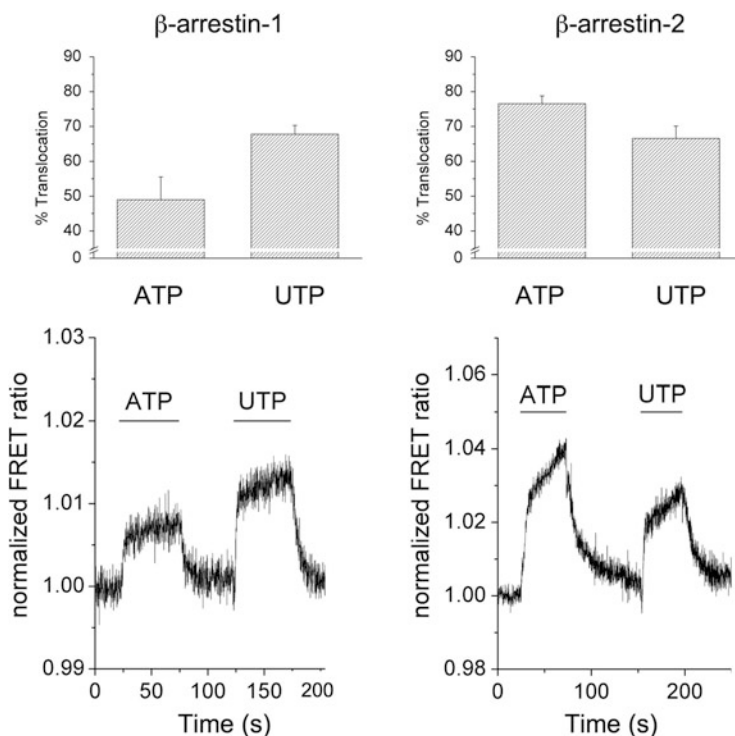 β-arrestin-1
β-arrestin-2
% Translocation
90
80
70
60
50
40
0
ATP
UTP
% Translocation
90
80
70
60
50
40
0
ATP
UTP
normalized FRET ratio
1.03
1.02
1.01
1.00
0.99
ATP
UTP
0 50 100 150 200
Time (s)
normalized FRET ratio
1.06
1.04
1.02
1.00
0.98
ATP
UTP
0 100 200
Time (s)